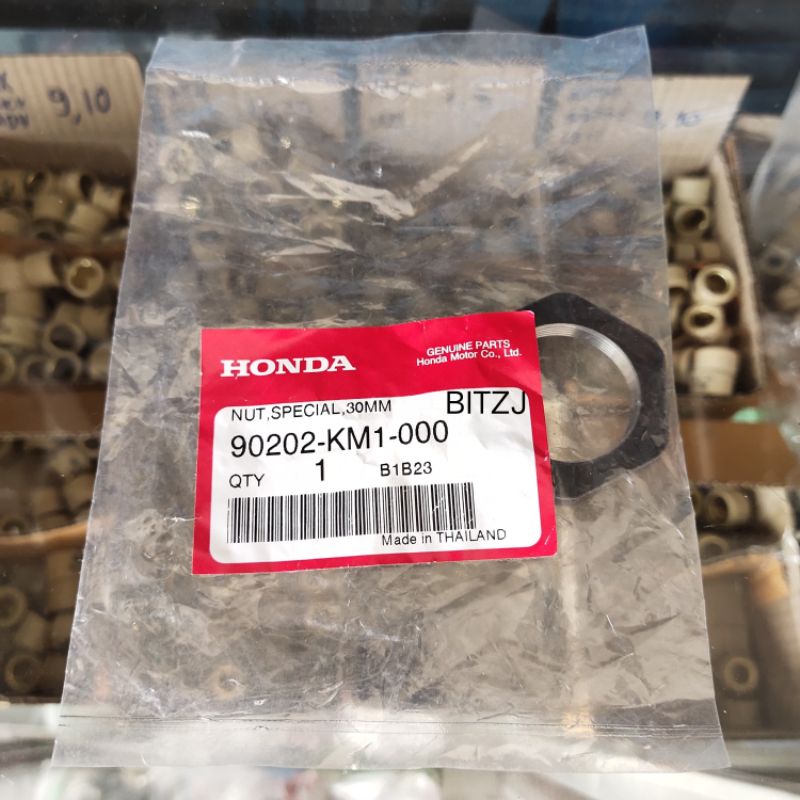 9,10
HONDA
GENUINE PARTS
Honda Motor Co., Ltd.
NUT,SPECIAL,30MM BITZJ
90202-KM1-000
QTY 1 B1B23
Made in THAILAND